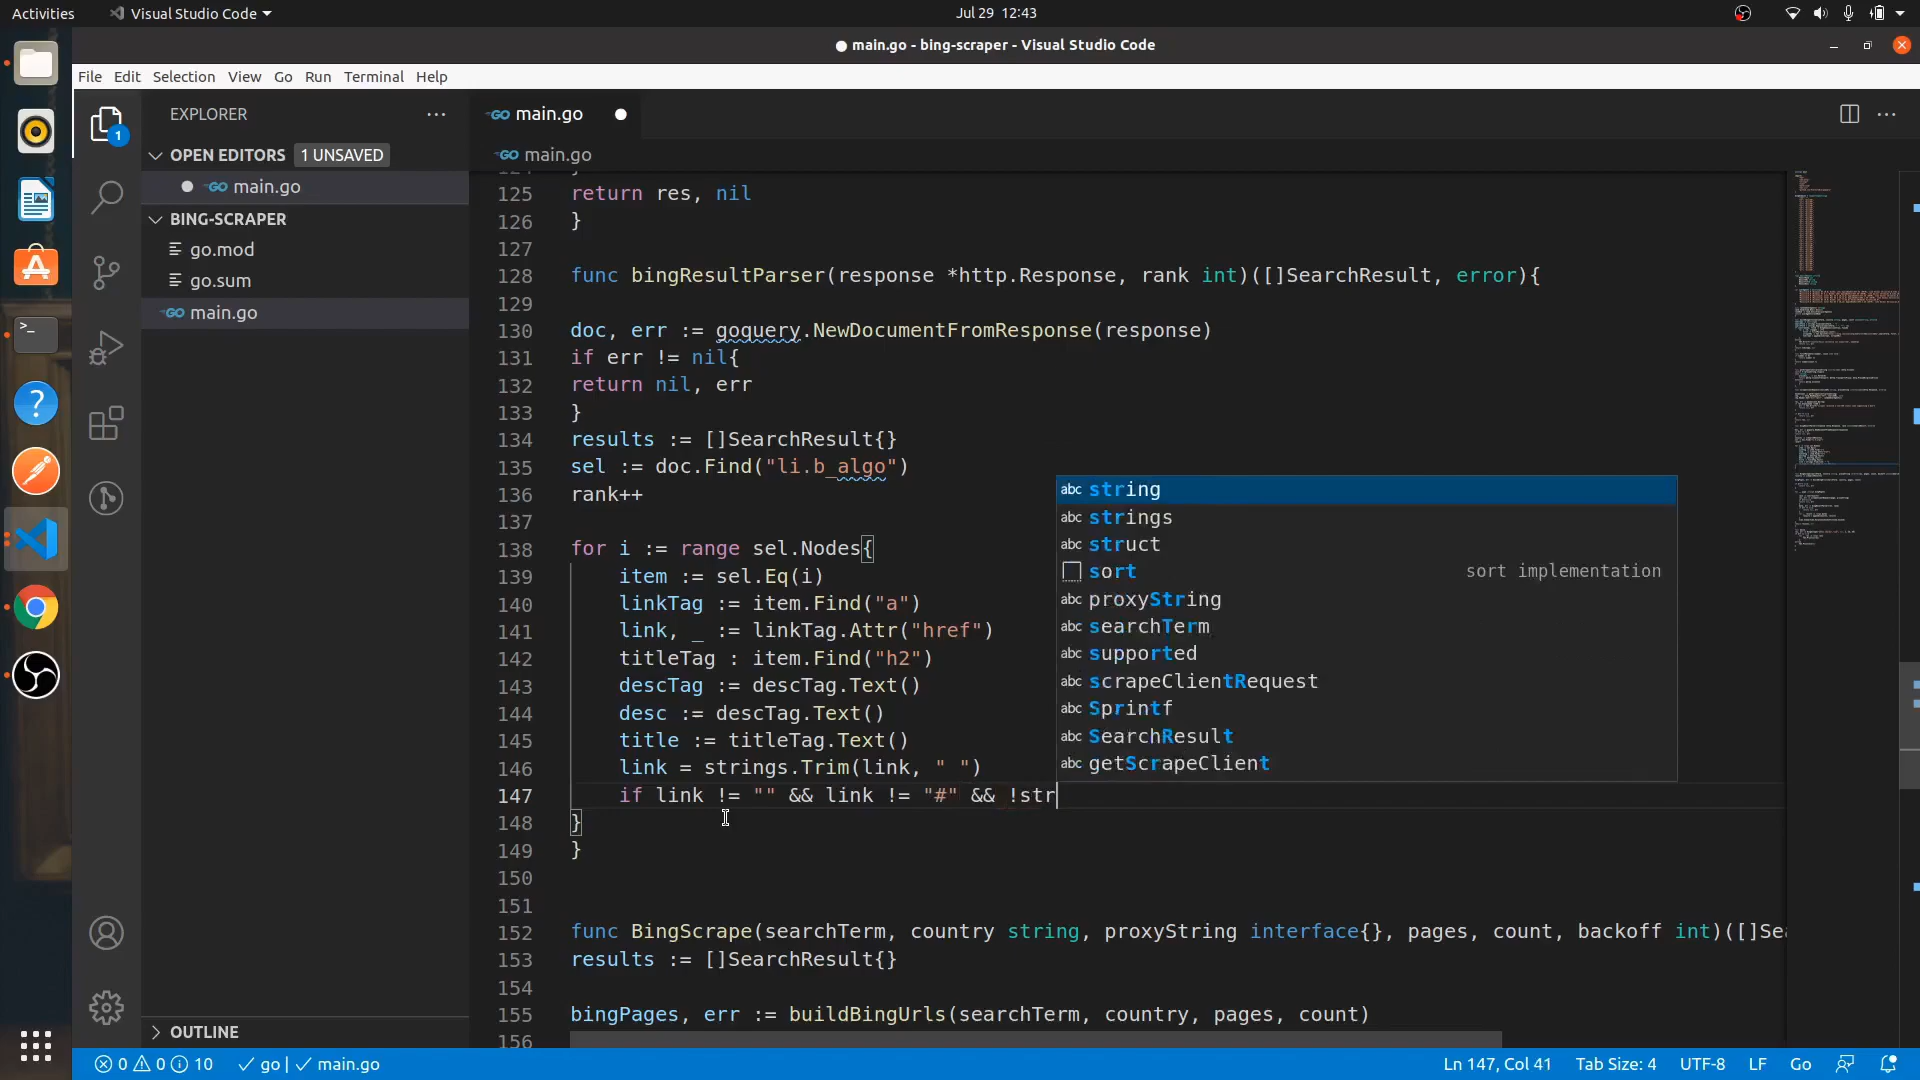 Activities
Visual Studio Code
Jul 29 12:43
● main.go - bing-scraper - Visual Studio Code
File Edit Selection View Go Run Terminal Help
EXPLORER
main.go
OPEN EDITORS 1 UNSAVED
main.go
main.go
BING-SCRAPER
go.mod
go.sum
main.go
OUTLINE
1
125 return res, nil
126 }
127
128 func bingResultParser(response *http.Response, rank int)([]SearchResult, error){
129
130 doc, err := goquery.NewDocumentFromResponse(response)
131 if err != nil{
132 return nil, err
133 }
134 results := []SearchResult{}
135 sel := doc.Find("li.b_algo")
136 rank++
137
138 for i := range sel.Nodes{
139 item := sel.Eq(i)
140 linkTag := item.Find("a")
141 link, _ := linkTag.Attr("href")
142 titleTag : item.Find("h2")
143 descTag := descTag.Text()
144 desc := descTag.Text()
145 title := titleTag.Text()
146 link = strings.Trim(link, " ")
147 if link != "" && link != "#" && !str
148 }
149 }
150
151
152 func BingScrape(searchTerm, country string, proxyString interface{}, pages, count, backoff int)([]Sea
153 results := []SearchResult{}
154
155 bingPages, err := buildBingUrls(searchTerm, country, pages, count)
156
abc string
abc strings
abc struct
sort sort implementation
abc proxyString
abc searchTerm
abc supported
abc scrapeClientRequest
abc Sprintf
abc SearchResult
abc getScrapeClient
0 0 10 go | main.go
Ln 147, Col 41 Tab Size: 4 UTF-8 LF Go